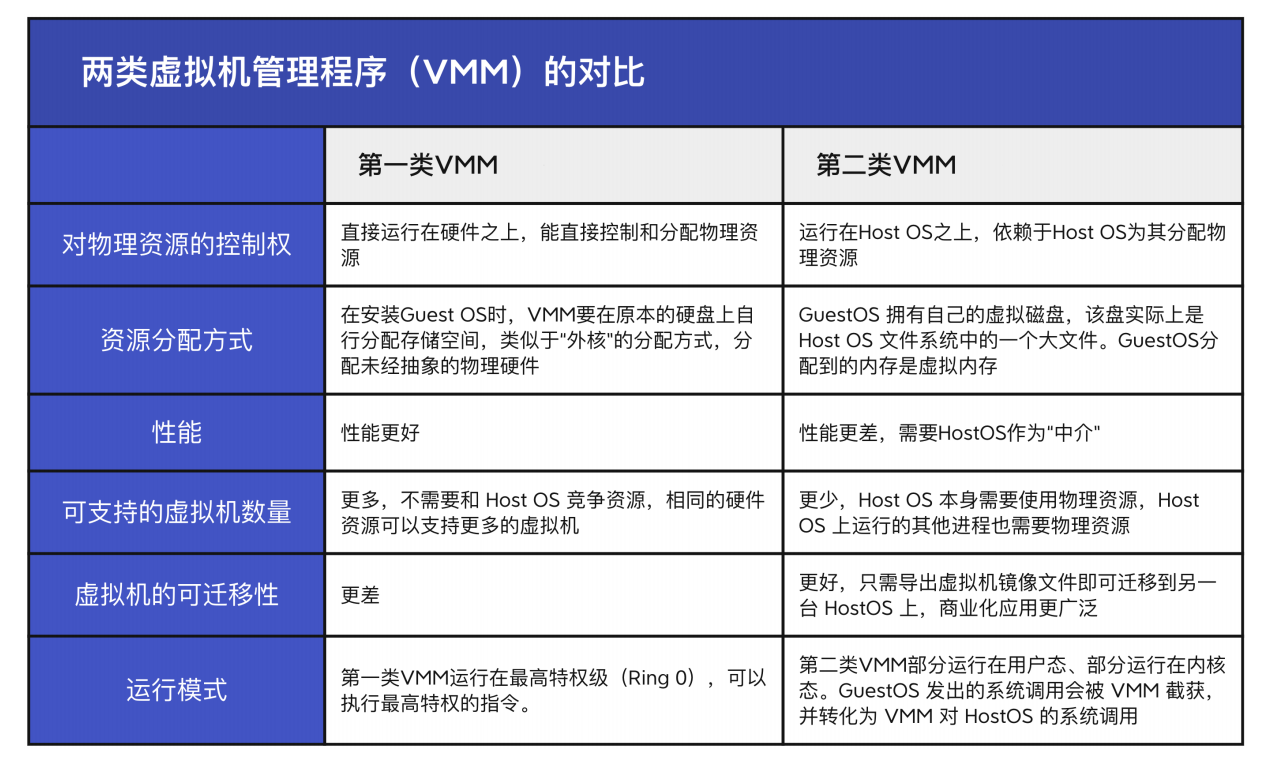 两类虚拟机管理程序（VMM）的对比
第一类VMM
第二类VMM
对物理资源的控制权
直接运行在硬件之上，能直接控制和分配物理资
源
运行在Host OS之上，依赖于Host OS为其分配物
理资源
资源分配方式
在安装Guest OS时，VMM要在原本的硬盘上自
行分配存储空间，类似于"外核"的分配方式，分
配未经抽象的物理硬件
GuestOS 拥有自己的虚拟磁盘，该盘实际上是
Host OS 文件系统中的一个大文件。GuestOS分
配到的内存是虚拟内存
性能
性能更好
性能更差，需要HostOS作为"中介"
可支持的虚拟机数量
更多，不需要和 Host OS 竞争资源，相同的硬件
资源可以支持更多的虚拟机
更少，Host OS 本身需要使用物理资源，Host
OS 上运行的其他进程也需要物理资源
虚拟机的可迁移性
更差
更好，只需导出虚拟机镜像文件即可迁移到另一
台 HostOS 上，商业化应用更广泛
运行模式
第一类VMM运行在最高特权级（Ring 0），可以
执行最高特权的指令。
第二类VMM部分运行在用户态、部分运行在内核
态。GuestOS 发出的系统调用会被 VMM 截获，
并转化为 VMM 对 HostOS 的系统调用